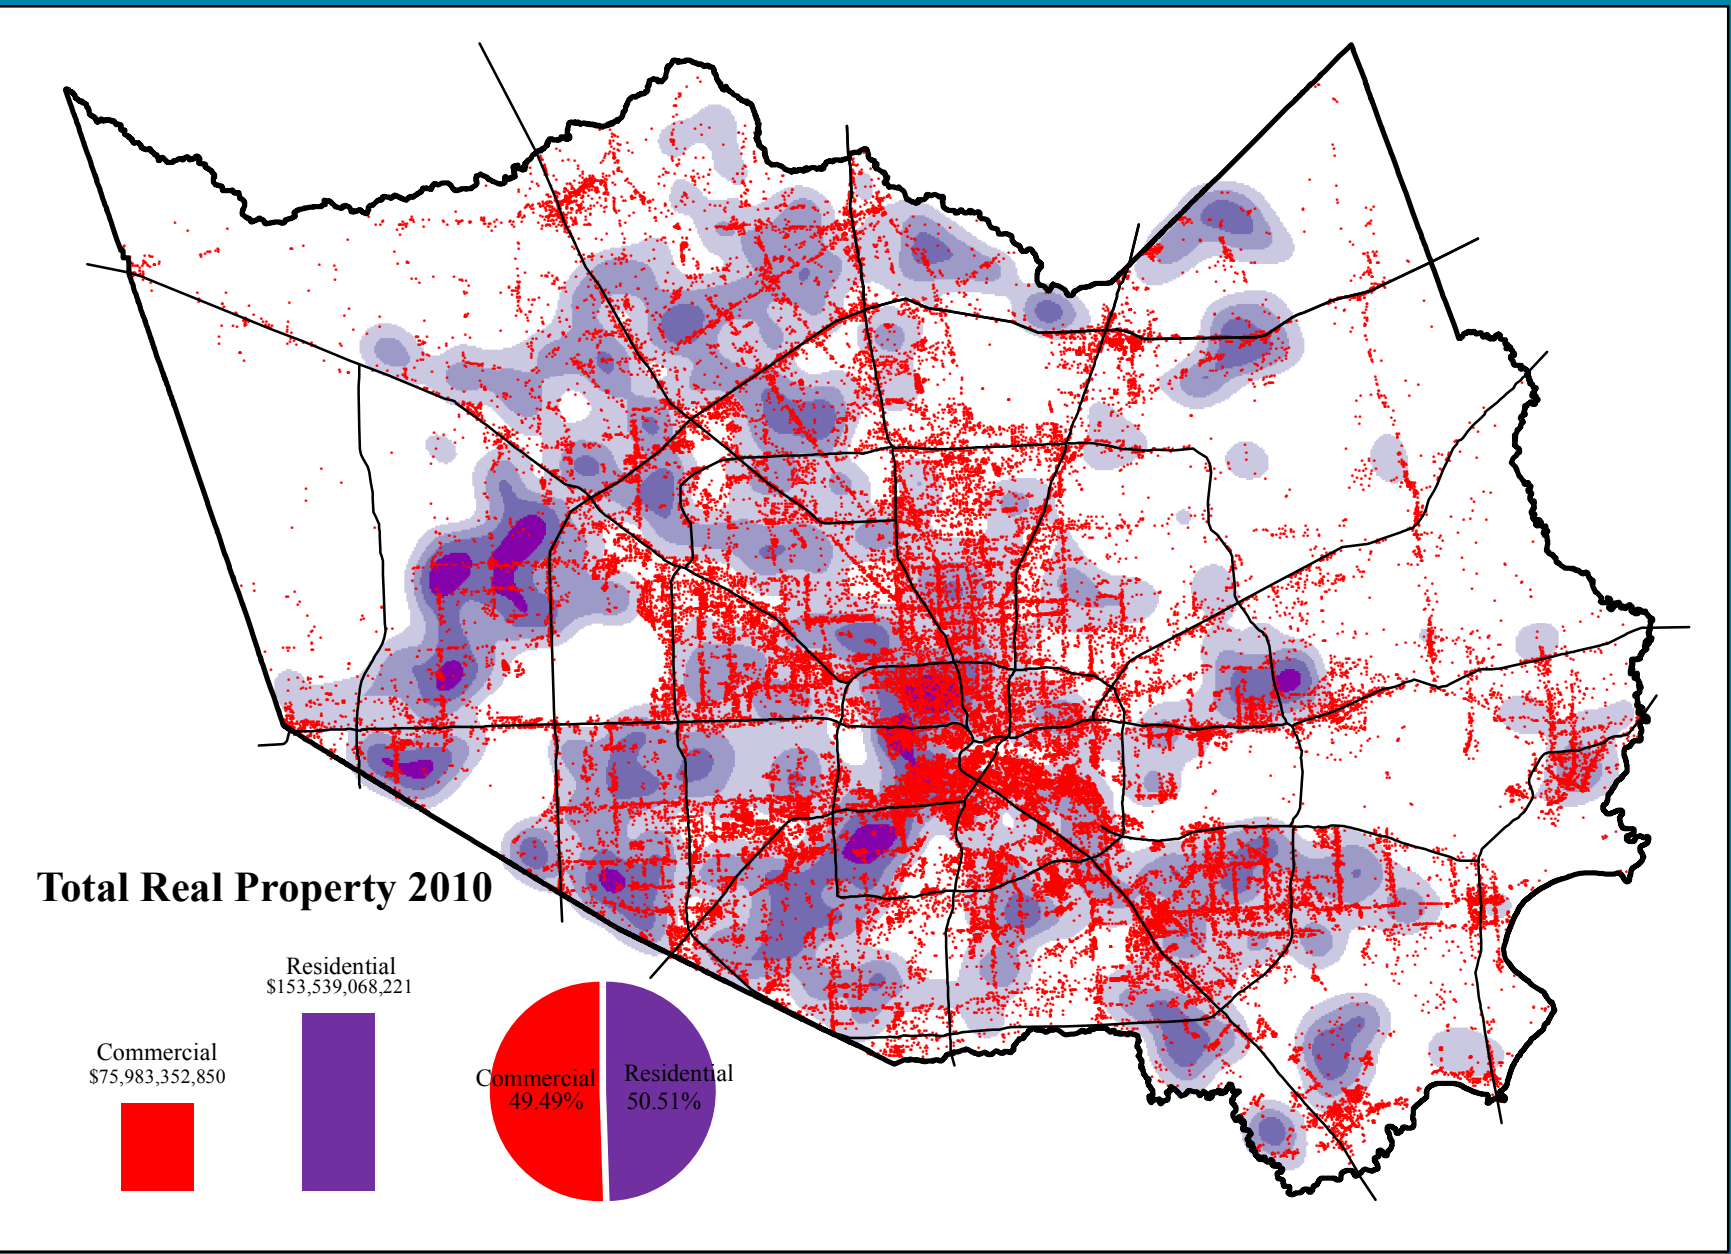 Total Real Property 2010
Residential
$153,539,068,221
Commercial
$75,983,352,850
Commercial
49.49%
Residential
50.51%